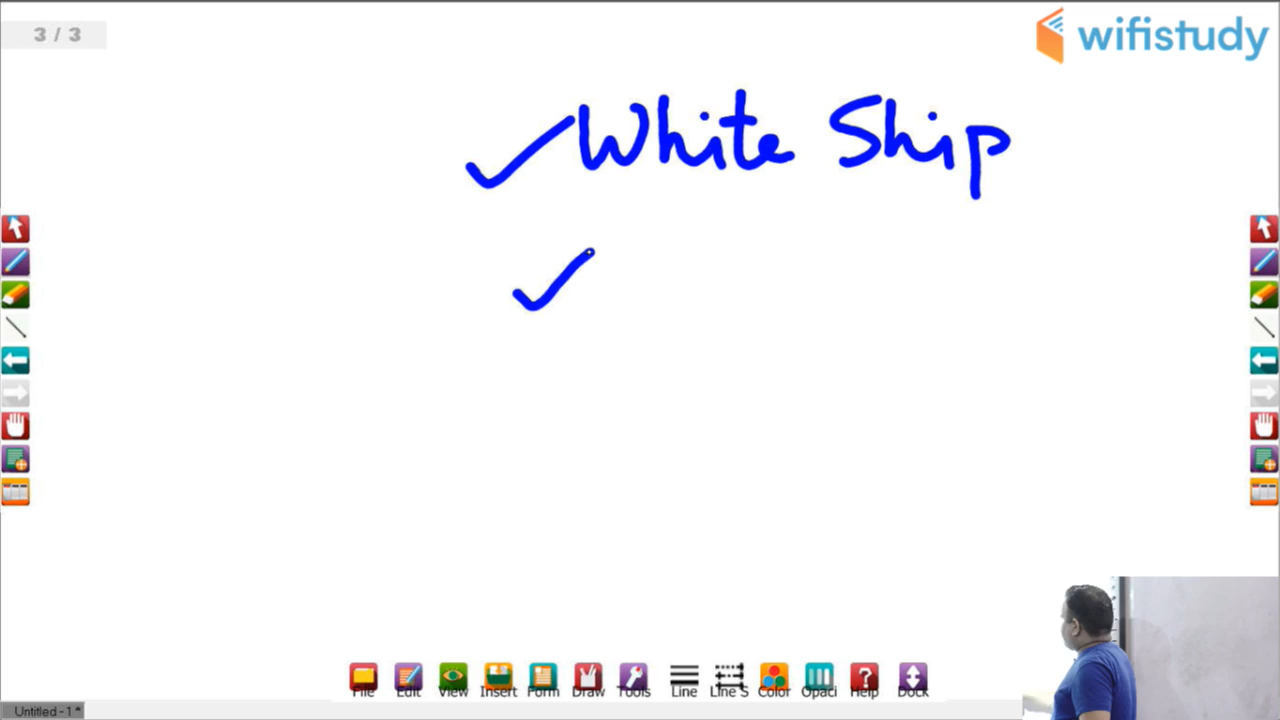 3 / 3
wifistudy
White Ship
File Edit View Insert Form Draw Tools Line Line S Color Opaci Help Dock
Untitled - 1 *